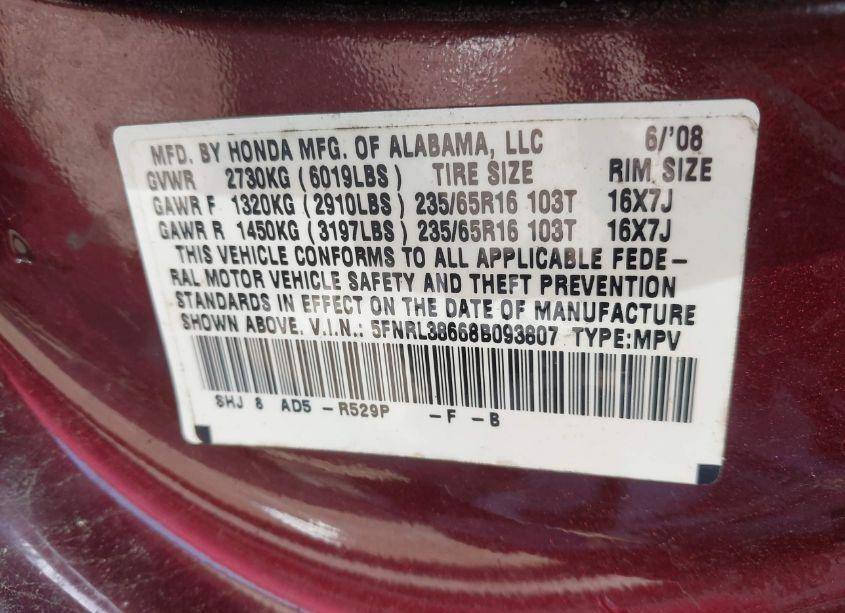 MFD. BY HONDA MFG. OF ALABAMA, LLC 6/'08
GVWR 2730KG (6019LBS) TIRE SIZE RIM SIZE
GAWR F 1320KG (2910LBS) 235/65R16 103T 16X7J
GAWR R 1450KG (3197LBS) 235/65R16 103T 16X7J
THIS VEHICLE CONFORMS TO ALL APPLICABLE FEDE-
RAL MOTOR VEHICLE SAFETY AND THEFT PREVENTION
STANDARDS IN EFFECT ON THE DATE OF MANUFACTURE
SHOWN ABOVE. V.I.N.: 5FNRL38668B093807 TYPE:MPV
SHJ 8 AD5 -R529P -F -B